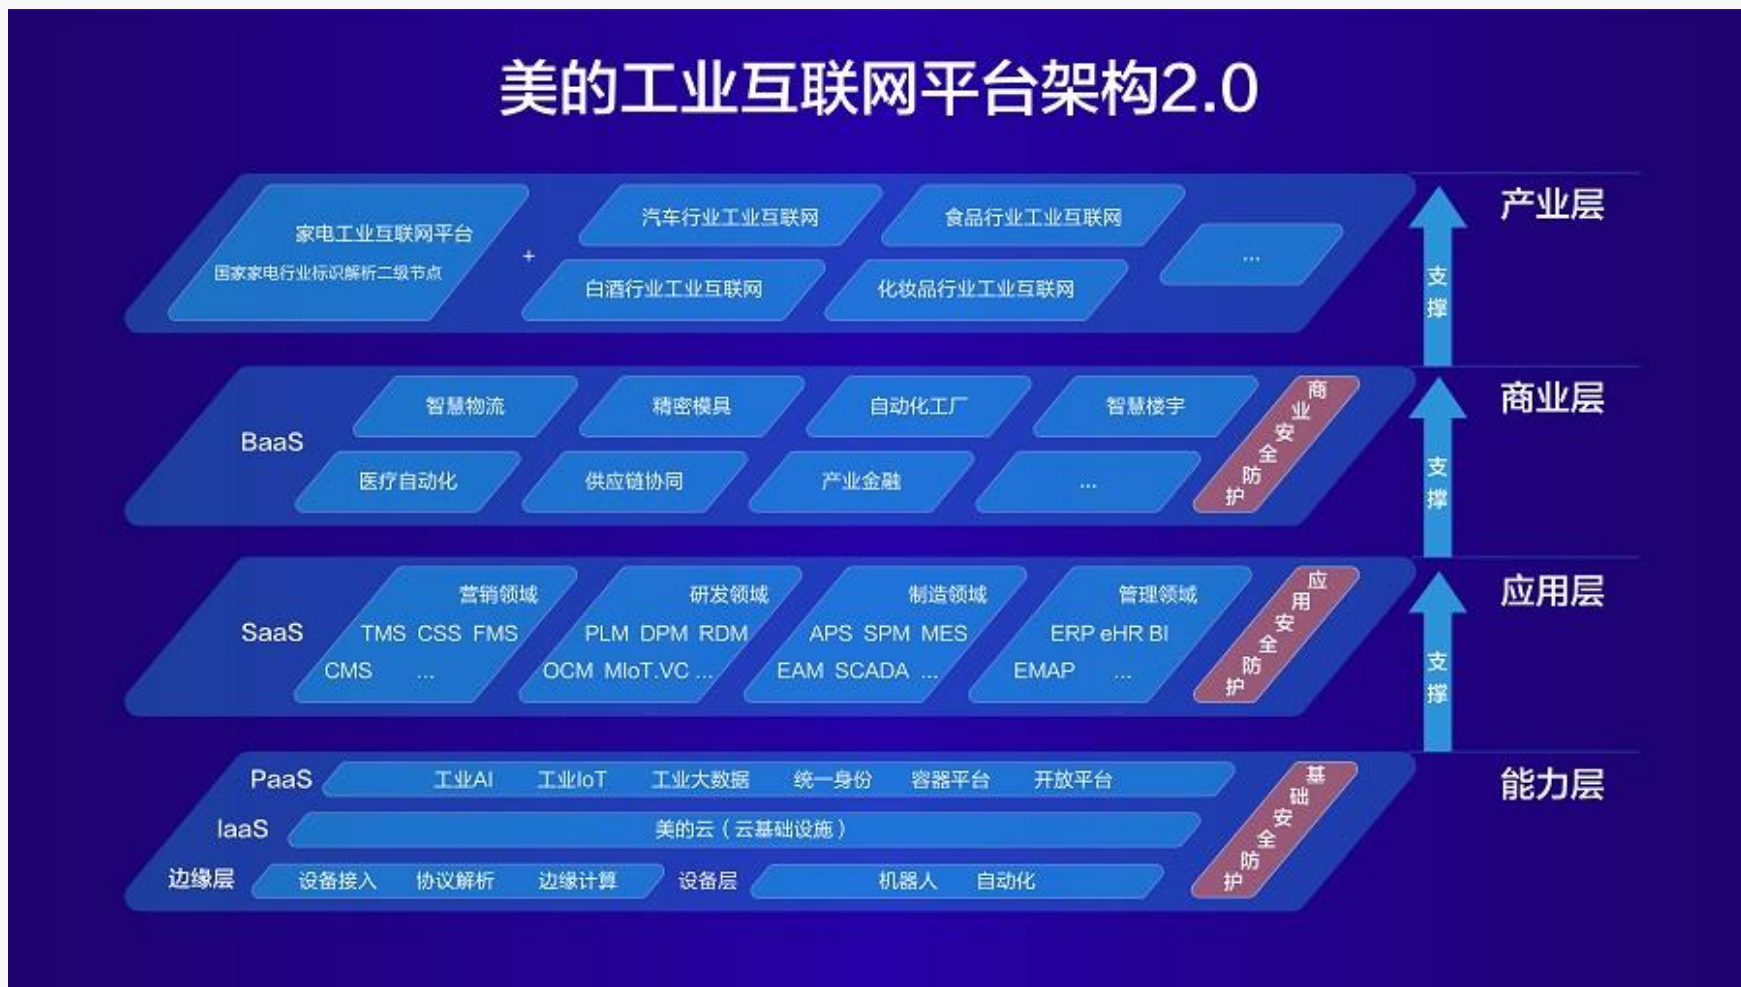 美的工业互联网平台架构2.0
产业层
家电工业互联网平台
国家家电行业标识解析二级节点
+
汽车行业工业互联网
食品行业工业互联网
白酒行业工业互联网
化妆品行业工业互联网
...
支撑
商业层
BaaS
智慧物流
精密模具
自动化工厂
智慧楼宇
医疗自动化
供应链协同
产业金融
...
商业安全防护
支撑
应用层
SaaS
营销领域
TMS CSS FMS
CMS ...
研发领域
PLM DPM RDM
OCM MIoT.VC ...
制造领域
APS SPM MES
EAM SCADA ...
管理领域
ERP eHR BI
EMAP ...
应用安全防护
支撑
能力层
PaaS
工业AI 工业IoT 工业大数据 统一身份 容器平台 开放平台
IaaS
美的云（云基础设施）
边缘层
设备接入 协议解析 边缘计算
设备层
机器人 自动化
基础安全防护